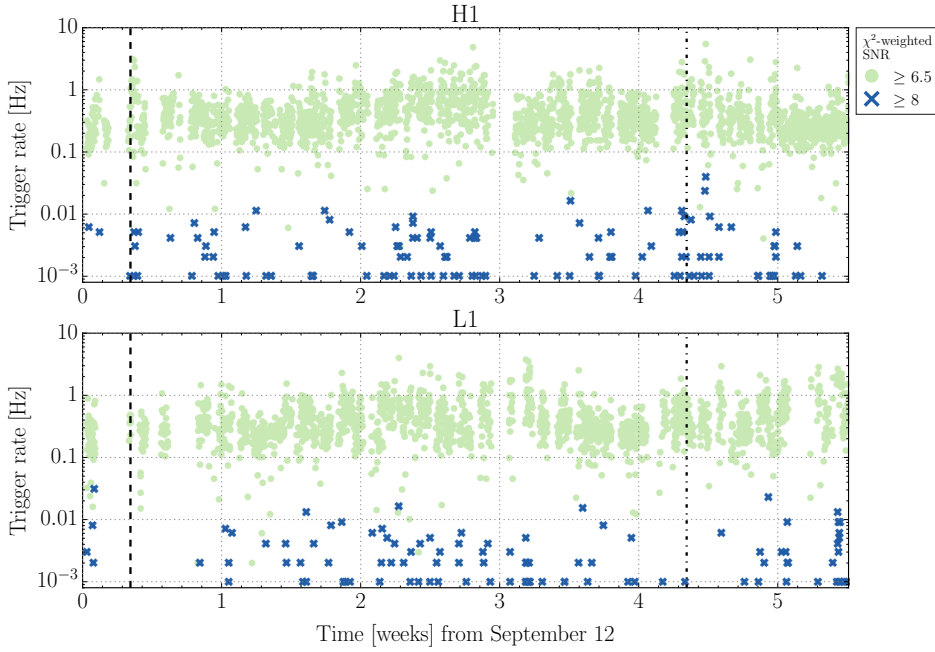 H1
χ²-weighted
SNR
≥ 6.5
≥ 8
Trigger rate [Hz]
10
1
0.1
0.01
10⁻³
0 1 2 3 4 5
L1
Trigger rate [Hz]
10
1
0.1
0.01
10⁻³
0 1 2 3 4 5
Time [weeks] from September 12